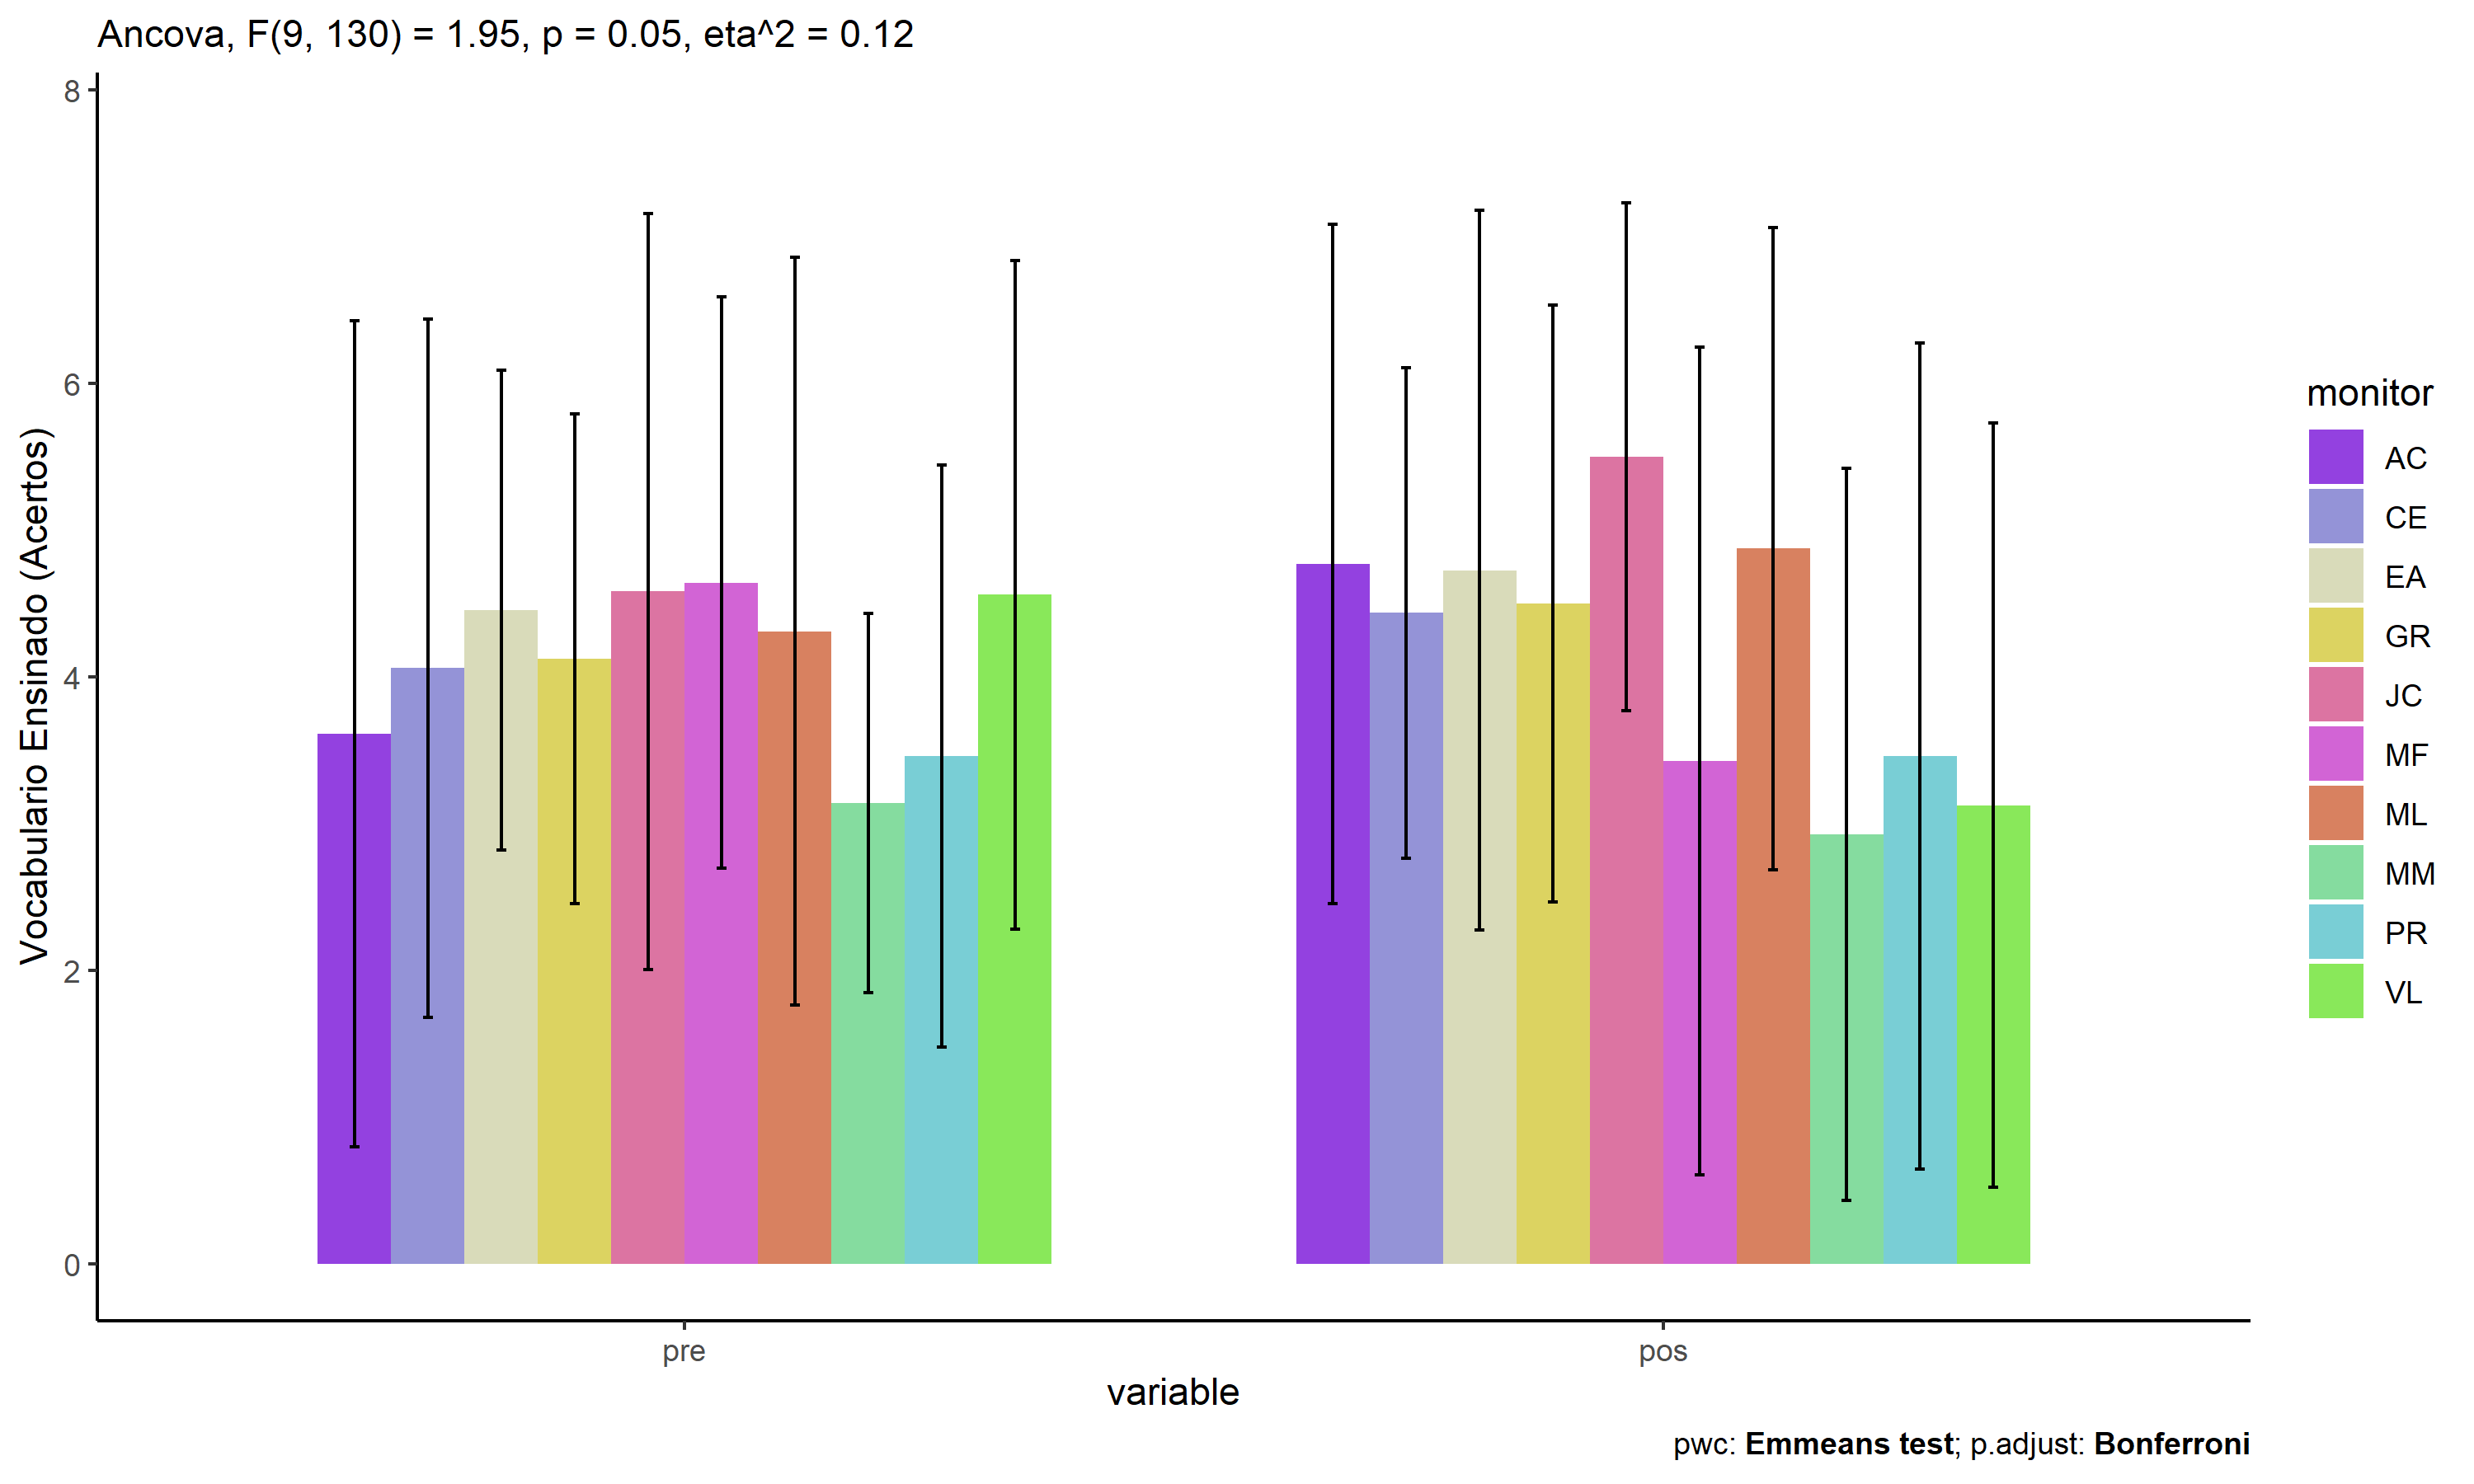 Ancova, F(9, 130) = 1.95, p = 0.05, eta^2 = 0.12
Vocabulario Ensinado (Acertos)
8
6
4
2
0
pre
pos
variable
monitor
AC
CE
EA
GR
JC
MF
ML
MM
PR
VL
pwc: Emmeans test; p.adjust: Bonferroni